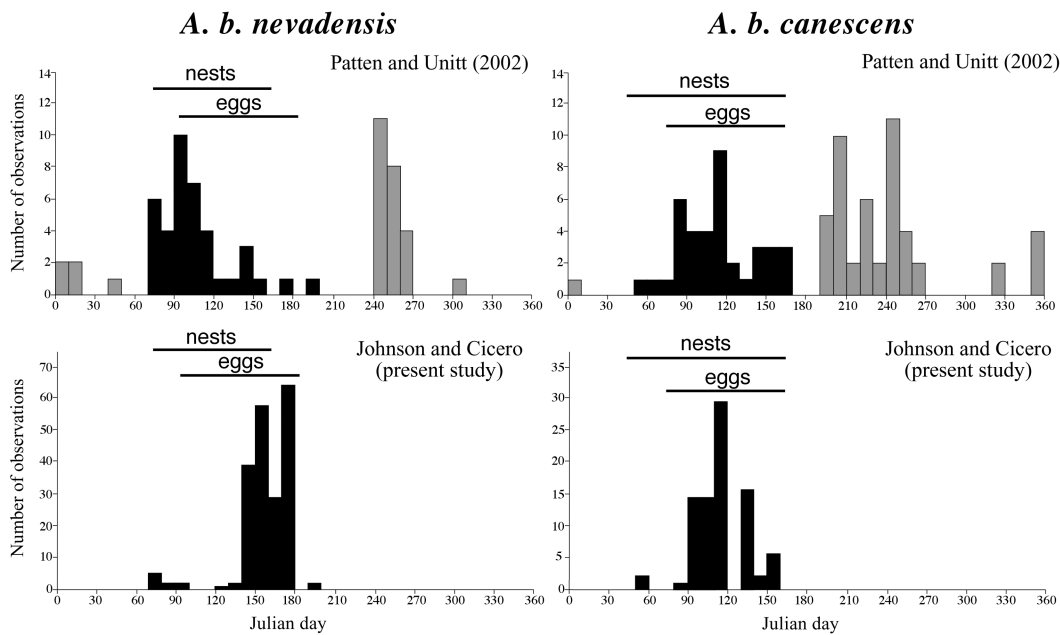 A. b. nevadensis
A. b. canescens
Patten and Unitt (2002)
nests
eggs
Number of observations
14
12
10
8
6
4
2
0
0 30 60 90 120 150 180 210 240 270 300 330 360
Patten and Unitt (2002)
nests
eggs
14
12
10
8
6
4
2
0
0 30 60 90 120 150 180 210 240 270 300 330 360
Johnson and Cicero
(present study)
nests
eggs
Number of observations
70
60
50
40
30
20
10
0
0 30 60 90 120 150 180 210 240 270 300 330 360
Julian day
Johnson and Cicero
(present study)
nests
eggs
35
30
25
20
15
10
5
0
0 30 60 90 120 150 180 210 240 270 300 330 360
Julian day